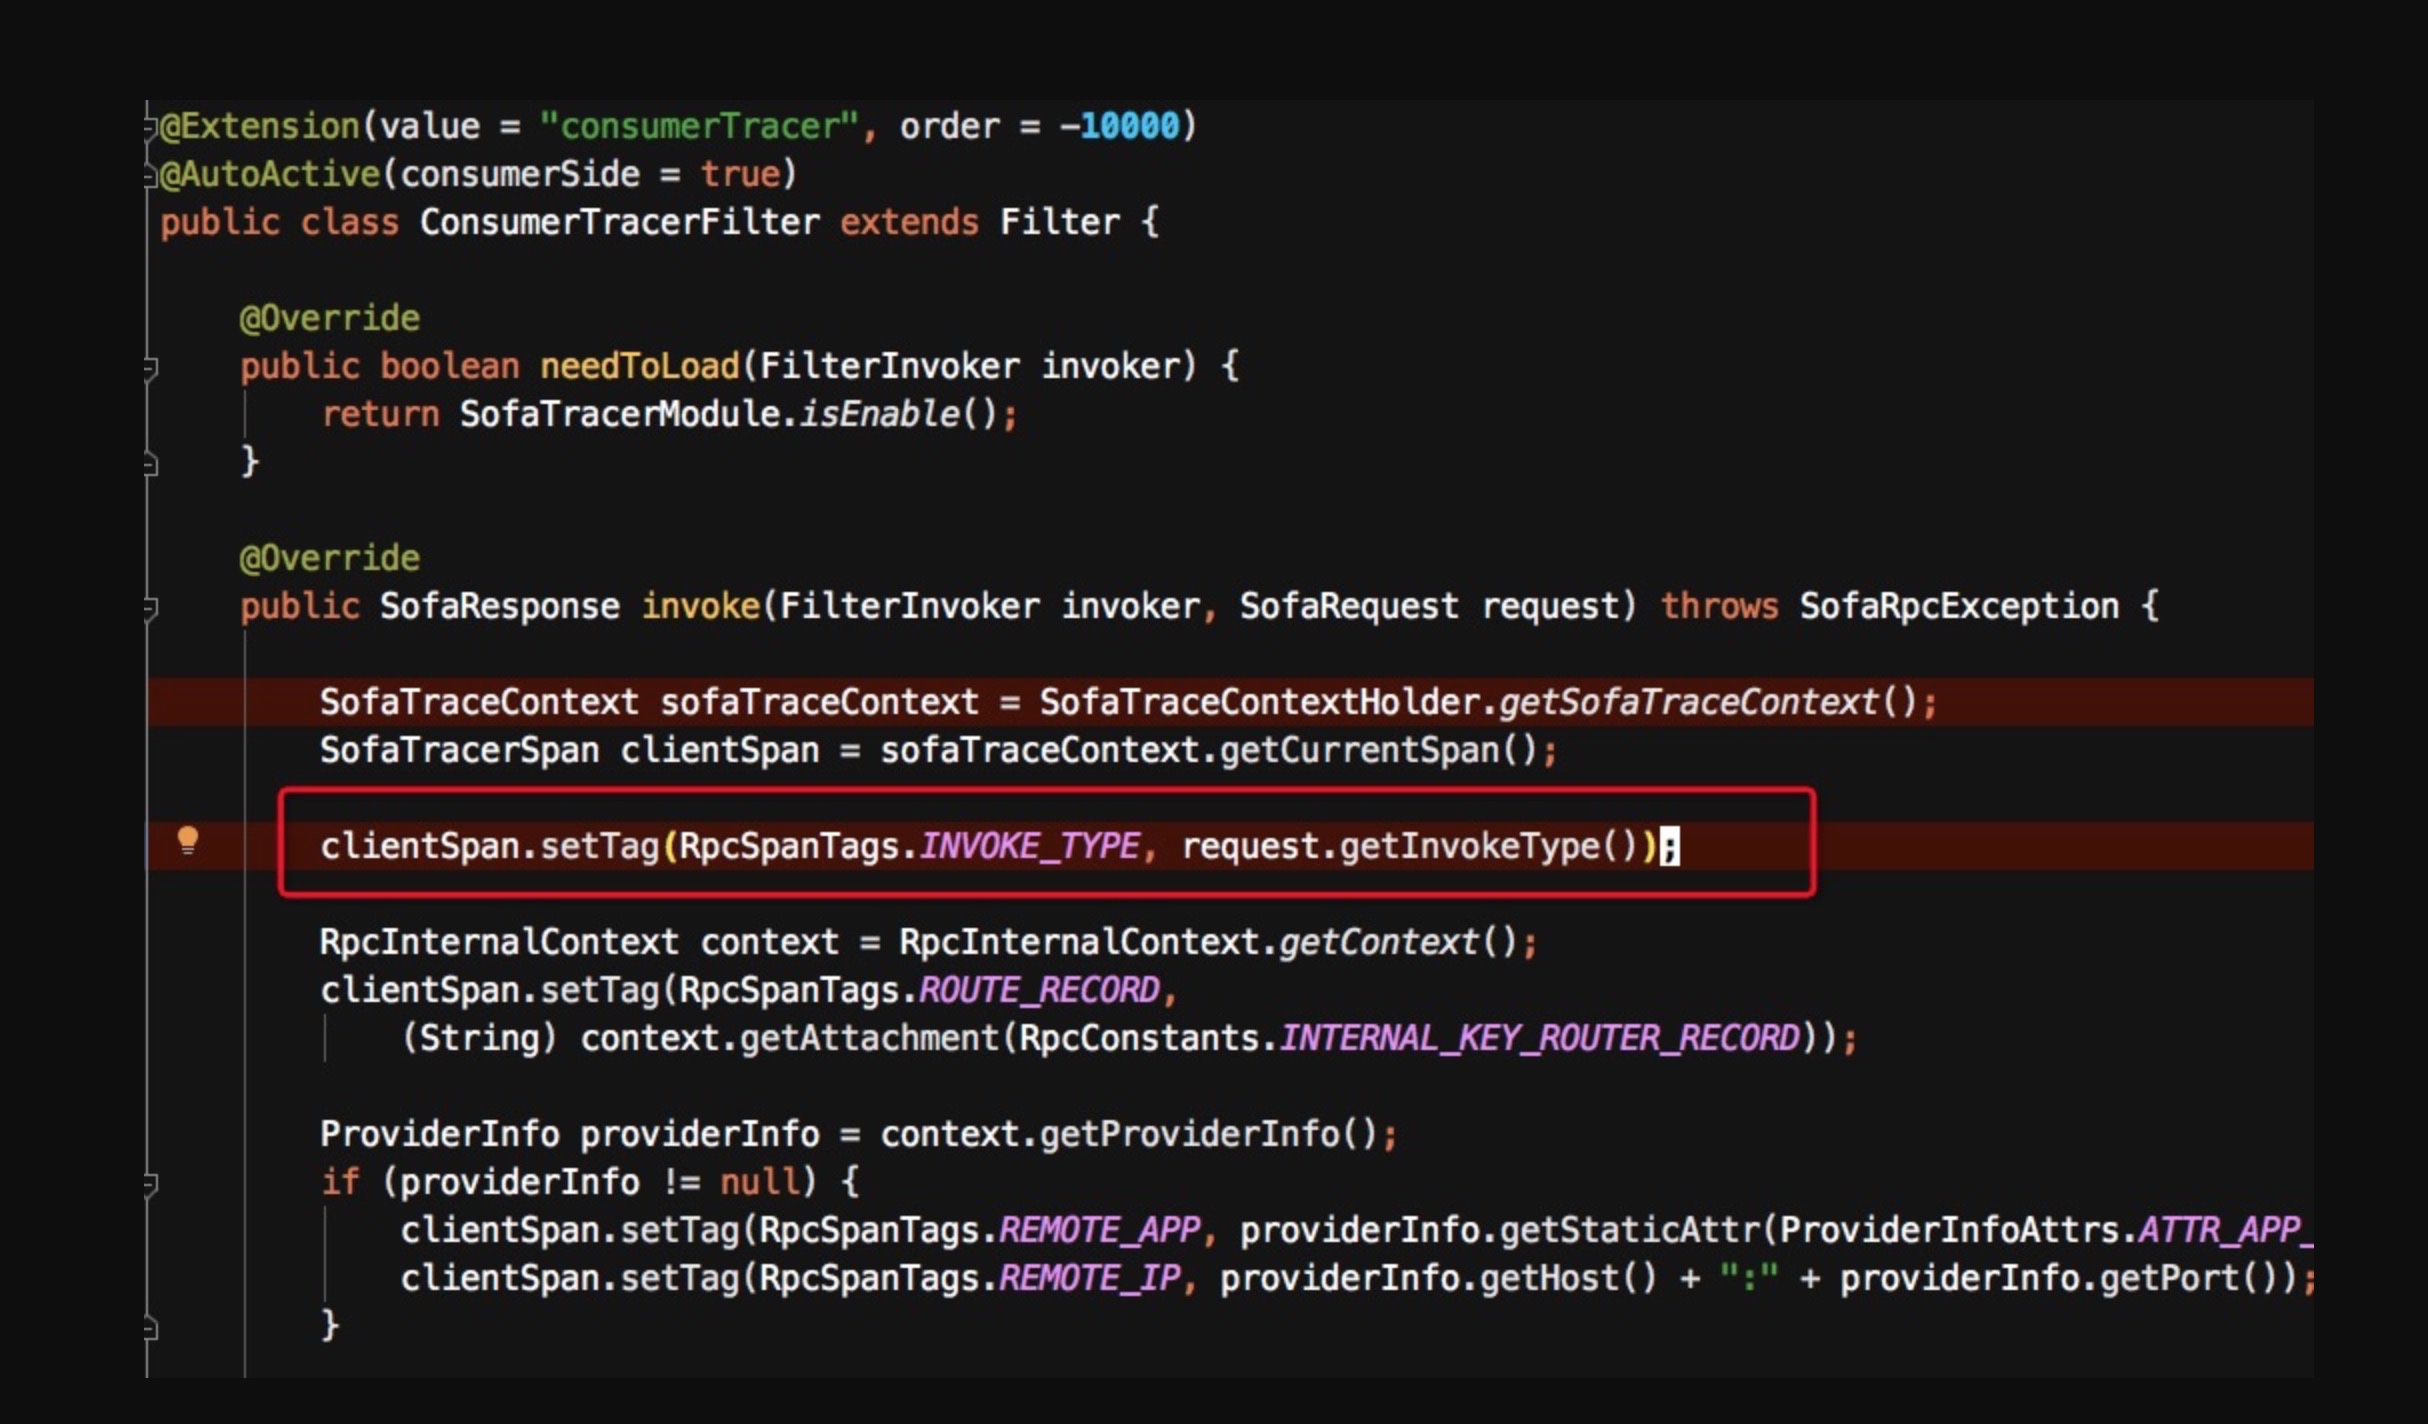 @Extension(value = "consumerTracer", order = -10000)
@AutoActive(consumerSide = true)
public class ConsumerTracerFilter extends Filter {
@Override
public boolean needToLoad(FilterInvoker invoker) {
return SofaTracerModule.isEnable();
}
@Override
public SofaResponse invoke(FilterInvoker invoker, SofaRequest request) throws SofaRpcException {
SofaTraceContext sofaTraceContext = SofaTraceContextHolder.getSofaTraceContext();
SofaTracerSpan clientSpan = sofaTraceContext.getCurrentSpan();
clientSpan.setTag(RpcSpanTags.INVOKE_TYPE, request.getInvokeType());
RpcInternalContext context = RpcInternalContext.getContext();
clientSpan.setTag(RpcSpanTags.ROUTE_RECORD,
(String) context.getAttachment(RpcConstants.INTERNAL_KEY_ROUTER_RECORD));
ProviderInfo providerInfo = context.getProviderInfo();
if (providerInfo != null) {
clientSpan.setTag(RpcSpanTags.REMOTE_APP, providerInfo.getStaticAttr(ProviderInfoAttrs.ATTR_APP_
clientSpan.setTag(RpcSpanTags.REMOTE_IP, providerInfo.getHost() + ":" + providerInfo.getPort());
}